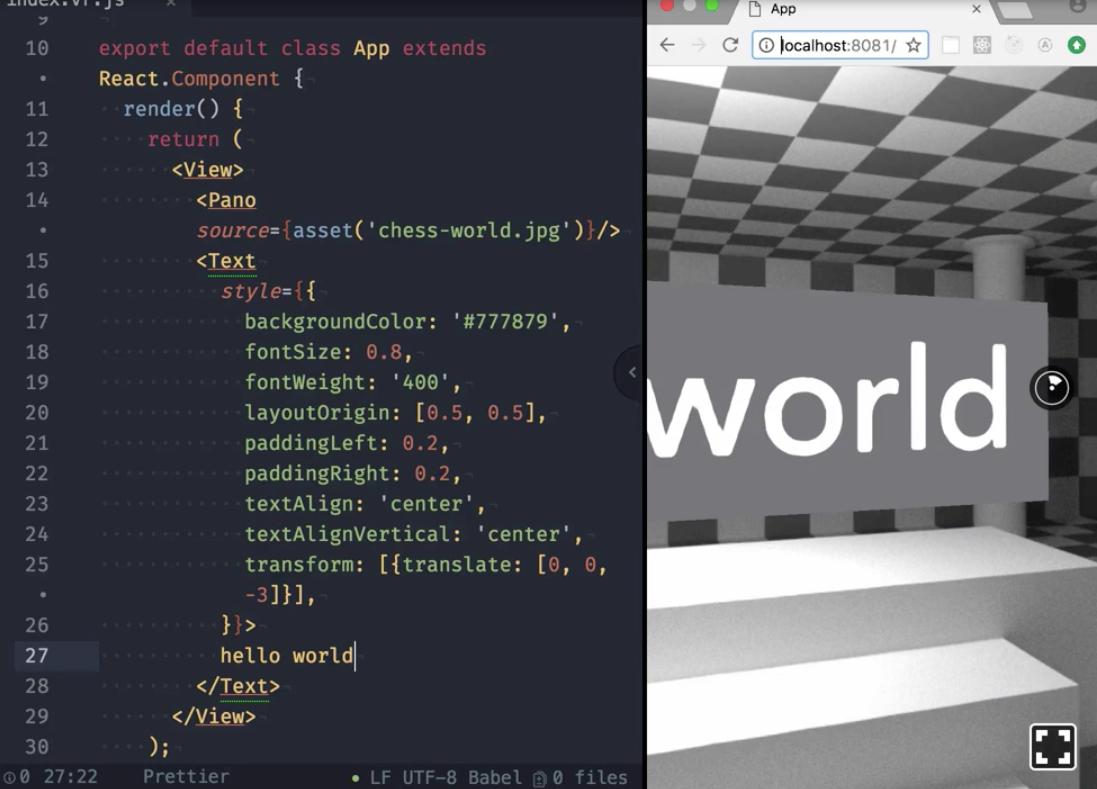 index.vr.js
9
10 export default class App extends
React.Component {
11 render() {
12 return (
13 <View>
14 <Pano
source={asset('chess-world.jpg')}/>
15 <Text
16 style={{
17 backgroundColor: '#777879',
18 fontSize: 0.8,
19 fontWeight: '400',
20 layoutOrigin: [0.5, 0.5],
21 paddingLeft: 0.2,
22 paddingRight: 0.2,
23 textAlign: 'center',
24 textAlignVertical: 'center',
25 transform: [{translate: [0, 0,
-3]}],
26 }}>
27 hello world
28 </Text>
29 </View>
30 );
0 27:22 Prettier LF UTF-8 Babel 0 files
App
localhost:8081/
world